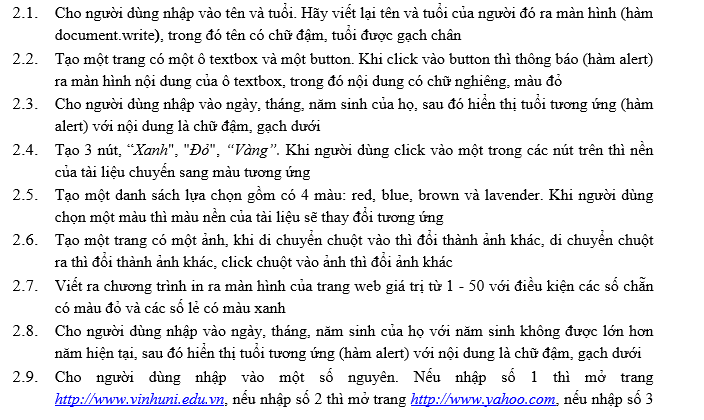 2.1. Cho người dùng nhập vào tên và tuổi. Hãy viết lại tên và tuổi của người đó ra màn hình (hàm
document.write), trong đó tên có chữ đậm, tuổi được gạch chân
2.2. Tạo một trang có một ô textbox và một button. Khi click vào button thì thông báo (hàm alert)
ra màn hình nội dung của ô textbox, trong đó nội dung có chữ nghiêng, màu đỏ
2.3. Cho người dùng nhập vào ngày, tháng, năm sinh của họ, sau đó hiển thị tuổi tương ứng (hàm
alert) với nội dung là chữ đậm, gạch dưới
2.4. Tạo 3 nút, “Xanh", "Đỏ", “Vàng”. Khi người dùng click vào một trong các nút trên thì nền
của tài liệu chuyển sang màu tương ứng
2.5. Tạo một danh sách lựa chọn gồm có 4 màu: red, blue, brown và lavender. Khi người dùng
chọn một màu thì màu nền của tài liệu sẽ thay đổi tương ứng
2.6. Tạo một trang có một ảnh, khi di chuyển chuột vào thì đổi thành ảnh khác, di chuyển chuột
ra thì đổi thành ảnh khác, click chuột vào ảnh thì đổi ảnh khác
2.7. Viết ra chương trình in ra màn hình của trang web giá trị từ 1 - 50 với điều kiện các số chẵn
có màu đỏ và các số lẻ có màu xanh
2.8. Cho người dùng nhập vào ngày, tháng, năm sinh của họ với năm sinh không được lớn hơn
năm hiện tại, sau đó hiển thị tuổi tương ứng (hàm alert) với nội dung là chữ đậm, gạch dưới
2.9. Cho người dùng nhập vào một số nguyên. Nếu nhập số 1 thì mở trang
http://www.vinhuni.edu.vn, nếu nhập số 2 thì mở trang http://www.yahoo.com, nếu nhập số 3